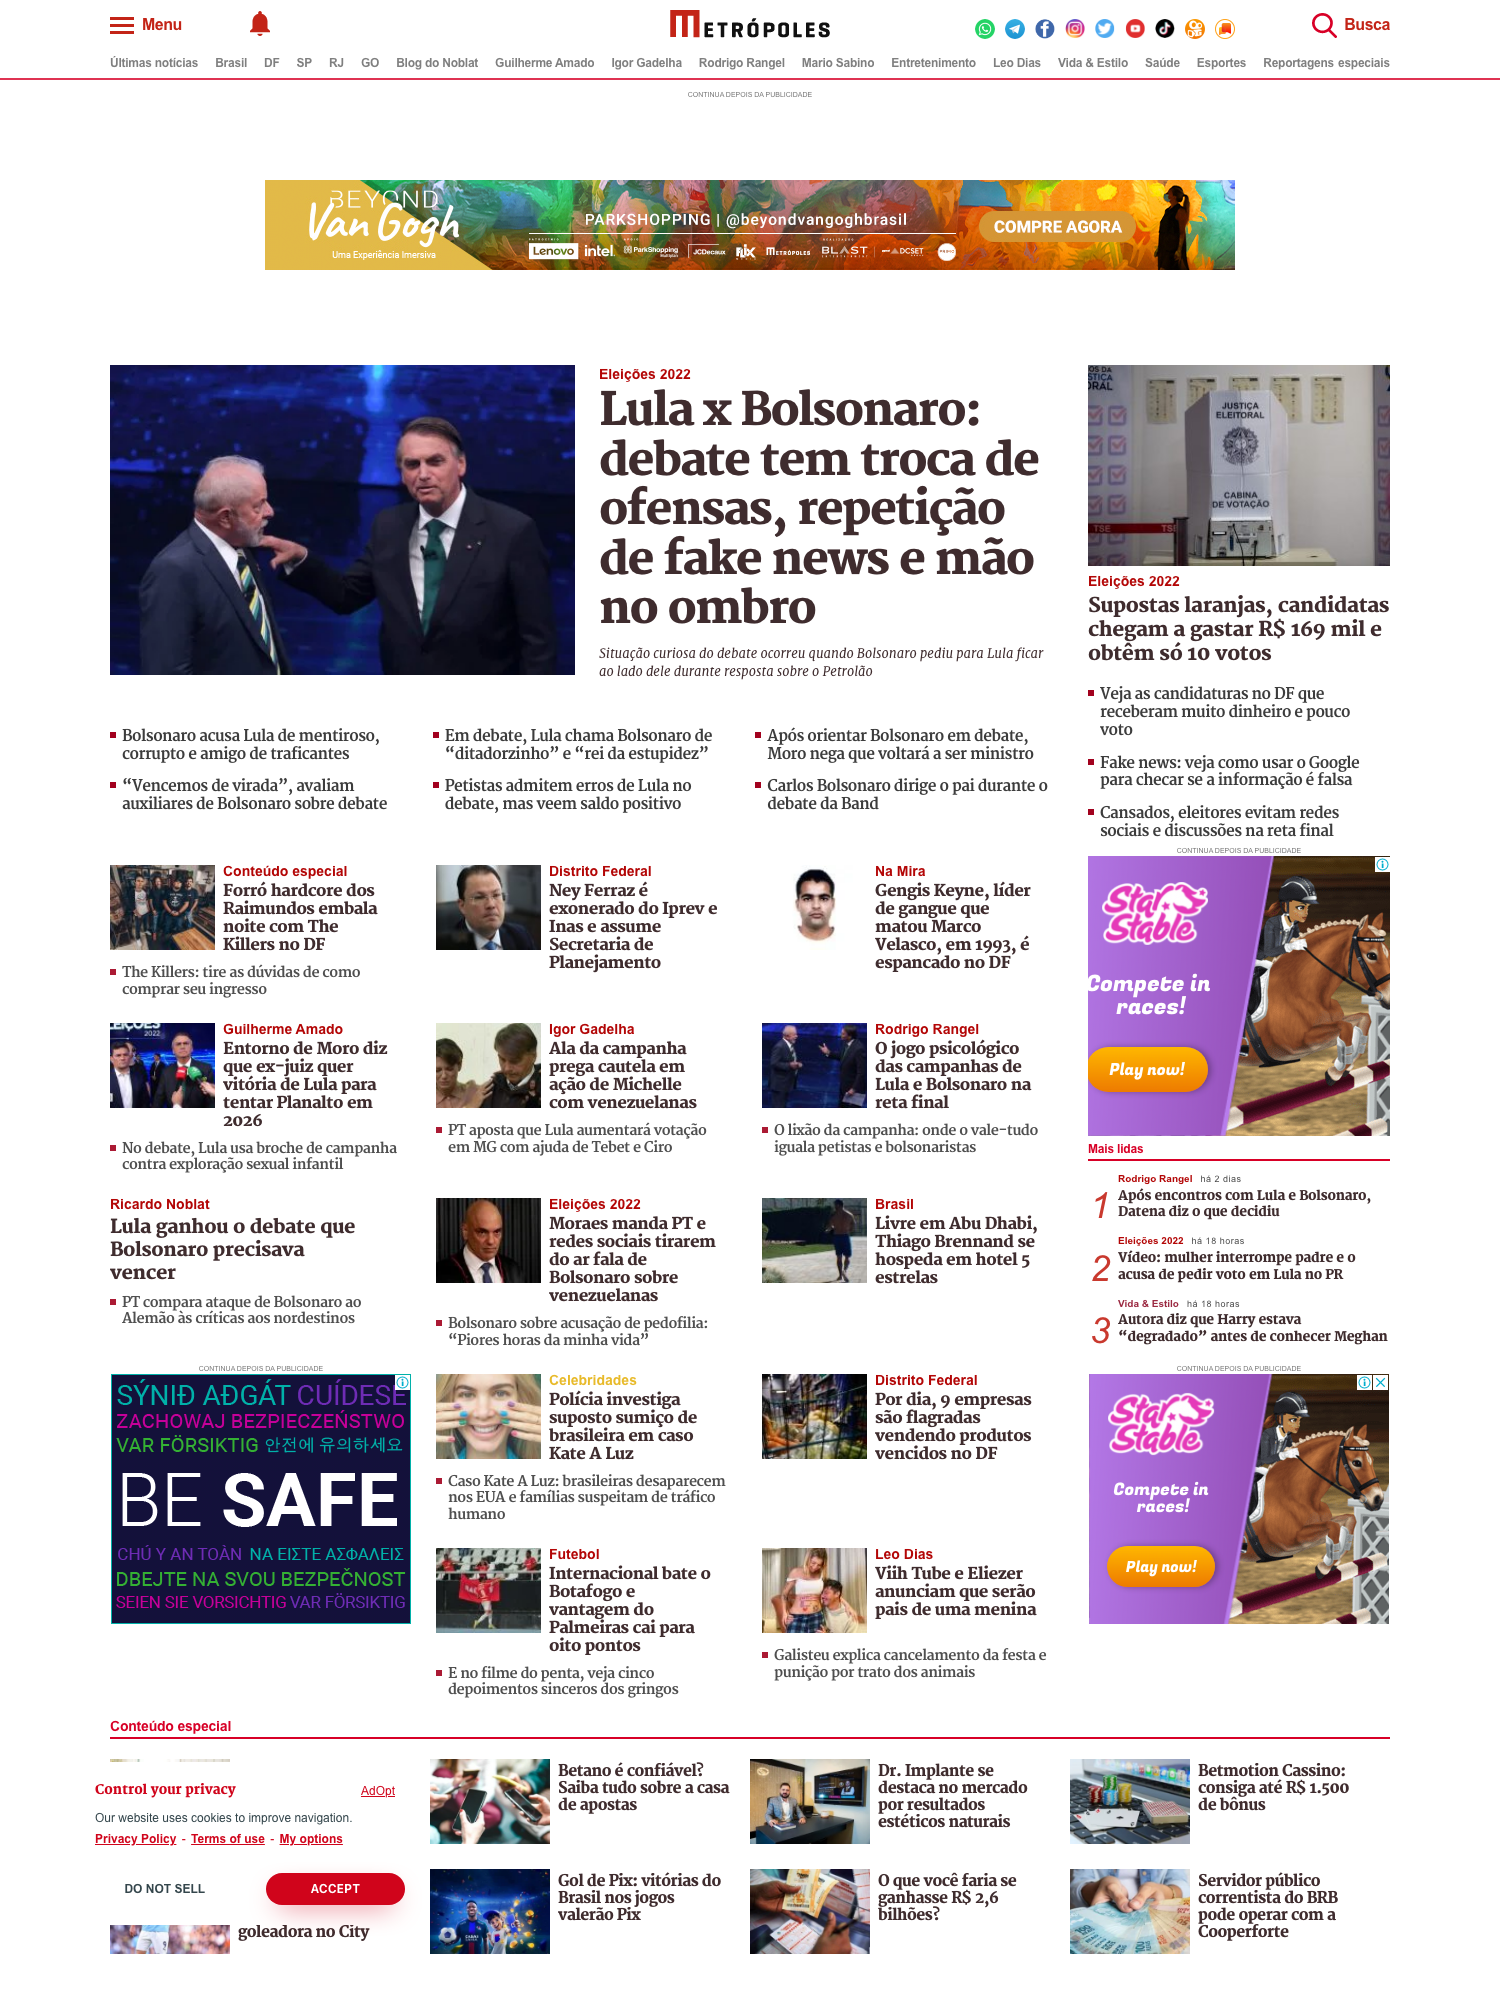 Menu
METRÓPOLES
Busca
Últimas notícias Brasil DF SP RJ GO Blog do Noblat Guilherme Amado Igor Gadelha Rodrigo Rangel Mario Sabino Entretenimento Leo Dias Vida & Estilo Saúde Esportes Reportagens especiais
CONTINUA DEPOIS DA PUBLICIDADE
BEYOND
Van Gogh
Uma Experiência Imersiva
PARKSHOPPING | @beyondvangoghbrasil
Lenovo intel. ParkShopping JCDecaux METRÓPOLES BLAST DCSET
COMPRE AGORA
Eleições 2022
Lula x Bolsonaro:
debate tem troca de
ofensas, repetição
de fake news e mão
no ombro
Situação curiosa do debate ocorreu quando Bolsonaro pediu para Lula ficar
ao lado dele durante resposta sobre o Petrolão
Bolsonaro acusa Lula de mentiroso,
corrupto e amigo de traficantes
“Vencemos de virada”, avaliam
auxiliares de Bolsonaro sobre debate
Em debate, Lula chama Bolsonaro de
“ditadorzinho” e “rei da estupidez”
Petistas admitem erros de Lula no
debate, mas veem saldo positivo
Após orientar Bolsonaro em debate,
Moro nega que voltará a ser ministro
Carlos Bolsonaro dirige o pai durante o
debate da Band
JUSTIÇA
ELEITORAL
CABINA
DE VOTAÇÃO
TSE
Eleições 2022
Supostas laranjas, candidatas
chegam a gastar R$ 169 mil e
obtêm só 10 votos
Veja as candidaturas no DF que
receberam muito dinheiro e pouco
voto
Fake news: veja como usar o Google
para checar se a informação é falsa
Cansados, eleitores evitam redes
sociais e discussões na reta final
Conteúdo especial
Forró hardcore dos
Raimundos embala
noite com The
Killers no DF
The Killers: tire as dúvidas de como
comprar seu ingresso
Distrito Federal
Ney Ferraz é
exonerado do Iprev e
Inas e assume
Secretaria de
Planejamento
Na Mira
Gengis Keyne, líder
de gangue que
matou Marco
Velasco, em 1993, é
espancado no DF
Guilherme Amado
Entorno de Moro diz
que ex-juiz quer
vitória de Lula para
tentar Planalto em
2026
No debate, Lula usa broche de campanha
contra exploração sexual infantil
Igor Gadelha
Ala da campanha
prega cautela em
ação de Michelle
com venezuelanas
PT aposta que Lula aumentará votação
em MG com ajuda de Tebet e Ciro
Rodrigo Rangel
O jogo psicológico
das campanhas de
Lula e Bolsonaro na
reta final
O lixão da campanha: onde o vale-tudo
iguala petistas e bolsonaristas
CONTINUA DEPOIS DA PUBLICIDADE
Star
Stable
Compete in
races!
Play now!
Mais lidas
1
Rodrigo Rangel há 2 dias
Após encontros com Lula e Bolsonaro,
Datena diz o que decidiu
2
Eleições 2022 há 18 horas
Vídeo: mulher interrompe padre e o
acusa de pedir voto em Lula no PR
3
Vida & Estilo há 18 horas
Autora diz que Harry estava
“degradado” antes de conhecer Meghan
Ricardo Noblat
Lula ganhou o debate que
Bolsonaro precisava
vencer
PT compara ataque de Bolsonaro ao
Alemão às críticas aos nordestinos
Eleições 2022
Moraes manda PT e
redes sociais tirarem
do ar fala de
Bolsonaro sobre
venezuelanas
Bolsonaro sobre acusação de pedofilia:
“Piores horas da minha vida”
Brasil
Livre em Abu Dhabi,
Thiago Brennand se
hospeda em hotel 5
estrelas
CONTINUA DEPOIS DA PUBLICIDADE
SÝNIÐ AÐGÁT CUÍDESE
ZACHOWAJ BEZPIECZEŃSTWO
VAR FÖRSIKTIG 안전에 유의하세요
BE SAFE
CHÚ Ý AN TOÀN ΝΑ ΕΙΣΤΕ ΑΣΦΑΛΕΙΣ
DBEJTE NA SVOU BEZPEČNOST
SEIEN SIE VORSICHTIG VAR FÖRSIKTIG
Celebridades
Polícia investiga
suposto sumiço de
brasileira em caso
Kate A Luz
Caso Kate A Luz: brasileiras desaparecem
nos EUA e famílias suspeitam de tráfico
humano
Distrito Federal
Por dia, 9 empresas
são flagradas
vendendo produtos
vencidos no DF
CONTINUA DEPOIS DA PUBLICIDADE
Star
Stable
Compete in
races!
Play now!
Futebol
Internacional bate o
Botafogo e
vantagem do
Palmeiras cai para
oito pontos
E no filme do penta, veja cinco
depoimentos sinceros dos gringos
Leo Dias
Viih Tube e Eliezer
anunciam que serão
pais de uma menina
Galisteu explica cancelamento da festa e
punição por trato dos animais
Conteúdo especial
Control your privacy
AdOpt
Our website uses cookies to improve navigation.
Privacy Policy - Terms of use - My options
DO NOT SELL
ACCEPT
goleadora no City
Betano é confiável?
Saiba tudo sobre a casa
de apostas
Dr. Implante se
destaca no mercado
por resultados
estéticos naturais
Betmotion Cassino:
consiga até R$ 1.500
de bônus
Gol de Pix: vitórias do
Brasil nos jogos
valerão Pix
O que você faria se
ganhasse R$ 2,6
bilhões?
Servidor público
correntista do BRB
pode operar com a
Cooperforte